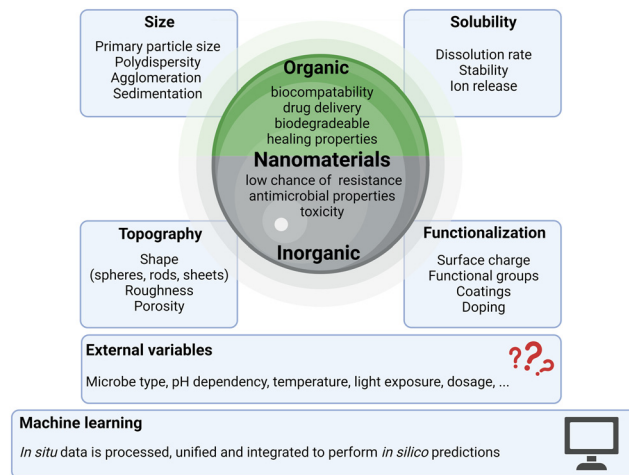 Size
Primary particle size
Polydispersity
Agglomeration
Sedimentation
Solubility
Dissolution rate
Stability
Ion release
Organic
biocompatability
drug delivery
biodegradeable
healing properties
Nanomaterials
low chance of resistance
antimicrobial properties
toxicity
Inorganic
Topography
Shape
(spheres, rods, sheets)
Roughness
Porosity
Functionalization
Surface charge
Functional groups
Coatings
Doping
External variables
???
Microbe type, pH dependency, temperature, light exposure, dosage, ...
Machine learning
In situ data is processed, unified and integrated to perform in silico predictions